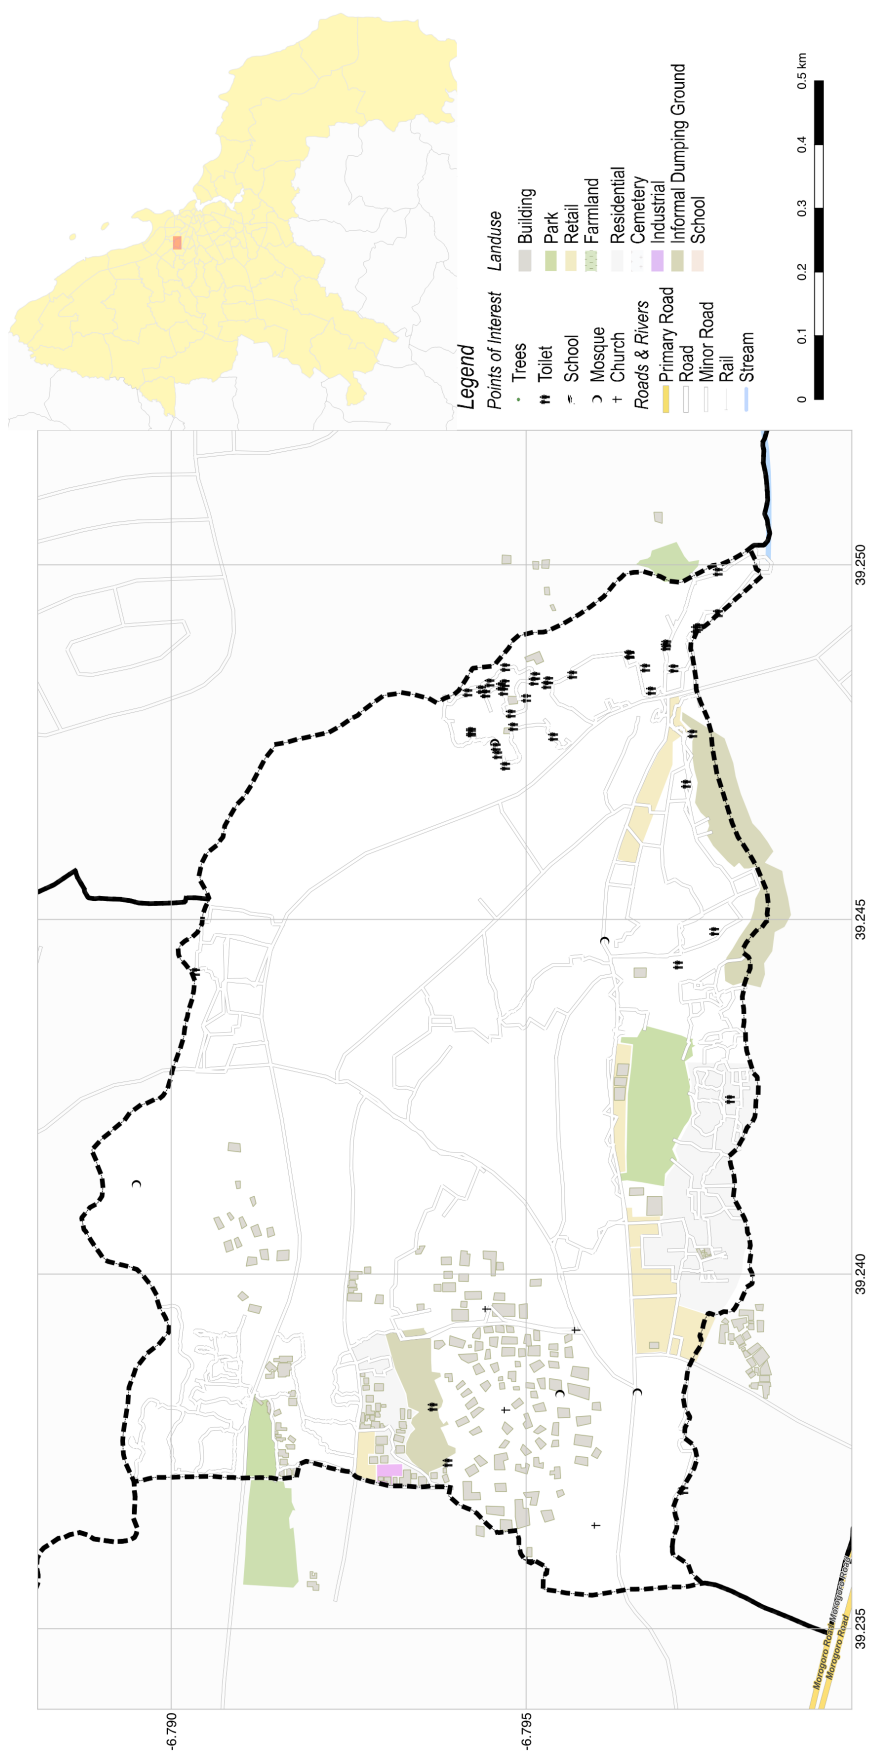 Legend
Points of Interest
Trees
Toilet
School
Mosque
Church
Roads & Rivers
Primary Road
Road
Minor Road
Rail
Stream
Landuse
Building
Park
Retail
Farmland
Residential
Cemetery
Industrial
Informal Dumping Ground
School
0 0.1 0.2 0.3 0.4 0.5 km
-6.790
-6.795
39.235
39.240
39.245
39.250
Morogoro Road
Morogoro Road
Morogoro Road